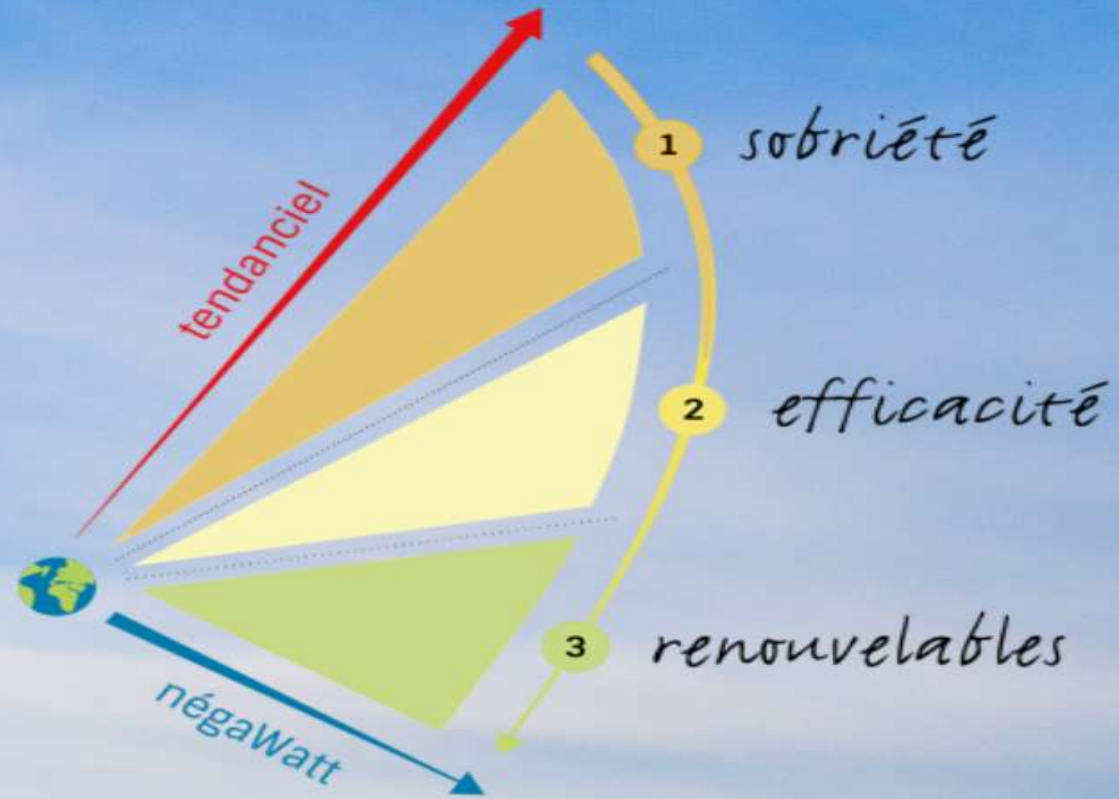 tendanciel
1 sobriété
2 efficacité
3 renouvelables
négaWatt